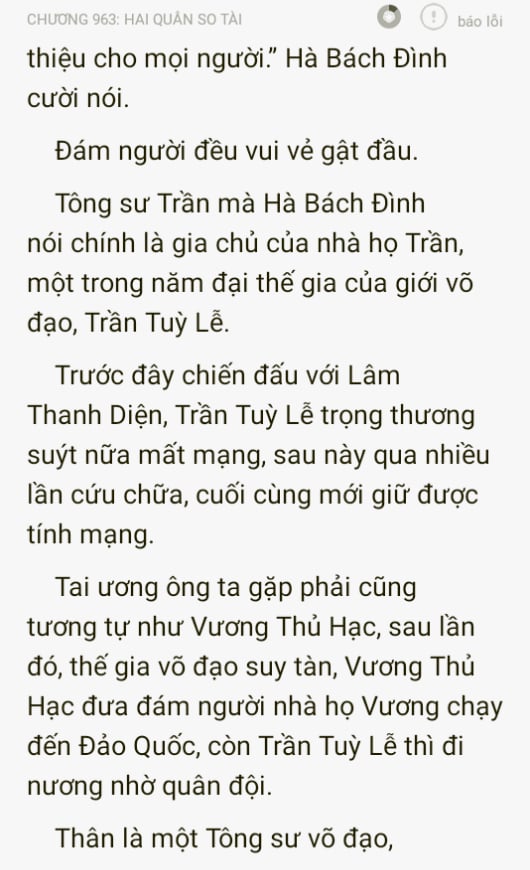 CHƯƠNG 963: HAI QUÂN SO TÀI
báo lỗi
thiệu cho mọi người.” Hà Bách Đình
cười nói.
Đám người đều vui vẻ gật đầu.
Tông sư Trần mà Hà Bách Đình
nói chính là gia chủ của nhà họ Trần,
một trong năm đại thế gia của giới võ
đạo, Trần Tuỳ Lễ.
Trước đây chiến đấu với Lâm
Thanh Diện, Trần Tuỳ Lễ trọng thương
suýt nữa mất mạng, sau này qua nhiều
lần cứu chữa, cuối cùng mới giữ được
tính mạng.
Tai ương ông ta gặp phải cũng
tương tự như Vương Thủ Hạc, sau lần
đó, thế gia võ đạo suy tàn, Vương Thủ
Hạc đưa đám người nhà họ Vương chạy
đến Đảo Quốc, còn Trần Tuỳ Lễ thì đi
nương nhờ quân đội.
Thân là một Tông sư võ đạo,